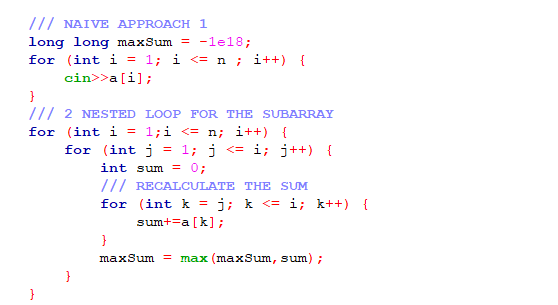 /// NAIVE APPROACH 1
long long maxSum = -1e18;
for (int i = 1; i <= n ; i++) {
    cin>>a[i];
}
/// 2 NESTED LOOP FOR THE SUBARRAY
for (int i = 1;i <= n; i++) {
    for (int j = 1; j <= i; j++) {
        int sum = 0;
        /// RECALCULATE THE SUM
        for (int k = j; k <= i; k++) {
            sum+=a[k];
        }
        maxSum = max(maxSum,sum);
    }
}